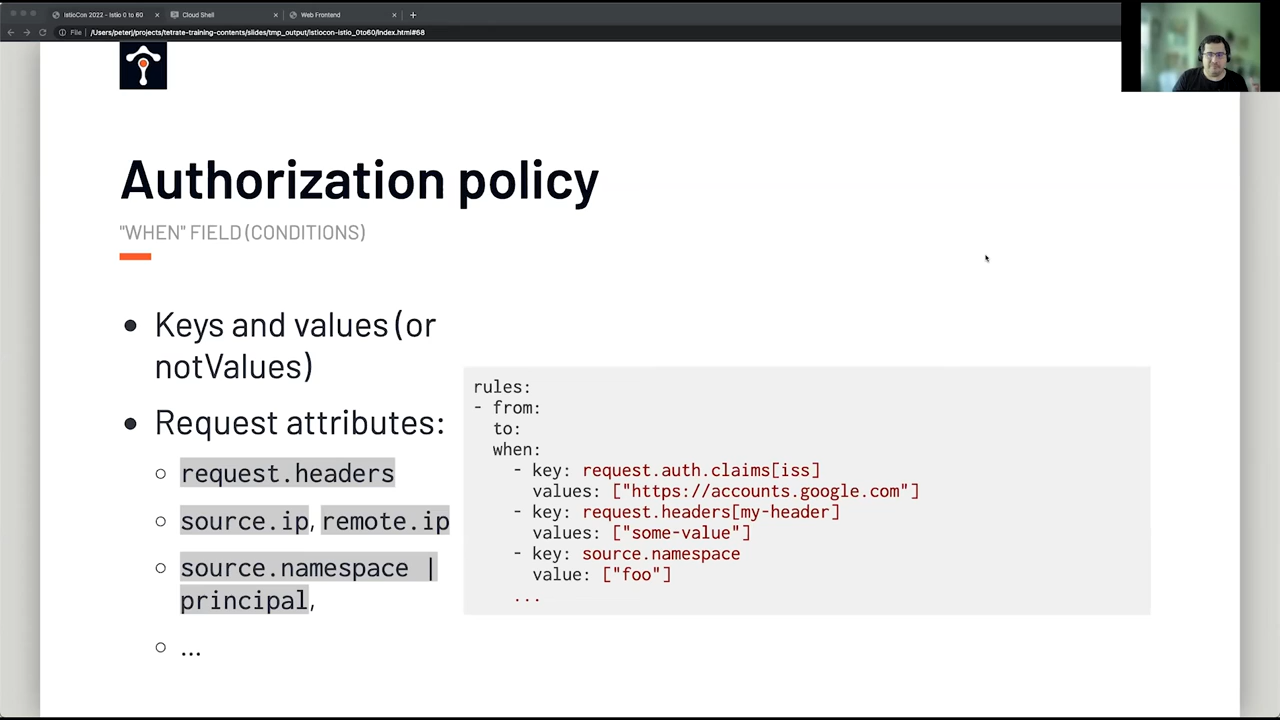 IstioCon 2022 - Istio 0 to 60
Cloud Shell
Web Frontend
File
/Users/peterj/projects/tetrate-training-contents/slides/tmp_output/istiocon-istio_0to60/index.html#68
Authorization policy
"WHEN" FIELD (CONDITIONS)
Keys and values (or
notValues)
Request attributes:
request.headers
source.ip, remote.ip
source.namespace |
principal,
...
rules:
- from:
to:
when:
- key: request.auth.claims[iss]
values: ["https://accounts.google.com"]
- key: request.headers[my-header]
values: ["some-value"]
- key: source.namespace
value: ["foo"]
...